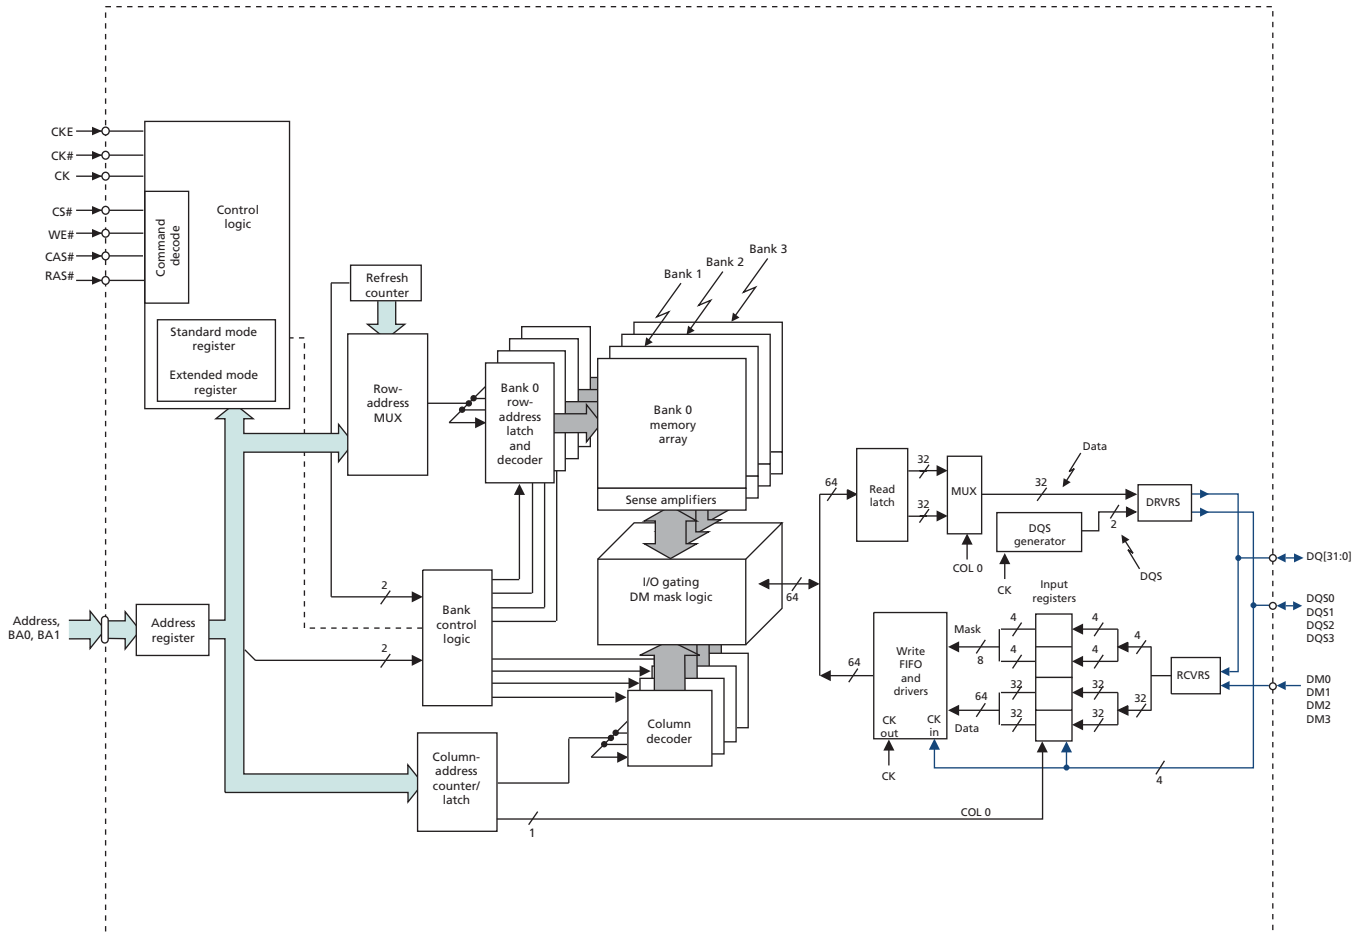 CKE
CK#
CK
CS#
WE#
CAS#
RAS#
Command
decode
Control
logic
Standard mode
register
Extended mode
register
Refresh
counter
Row-
address
MUX
Bank 0
row-
address
latch
and
decoder
Bank 1
Bank 2
Bank 3
Bank 0
memory
array
Sense amplifiers
I/O gating
DM mask logic
Address,
BA0, BA1
Address
register
2
2
Bank
control
logic
Column
decoder
Column-
address
counter/
latch
1
COL 0
64
64
Read
latch
32
32
MUX
COL 0
32
Data
DQS
generator
CK
2
DQS
DRVRS
DQ[31:0]
DQS0
DQS1
DQS2
DQS3
DM0
DM1
DM2
DM3
RCVRS
Input
registers
4
4
4
4
4
32
32
32
32
32
Mask
8
64
Data
Write
FIFO
and
drivers
CK
out
CK
in
CK
64
4